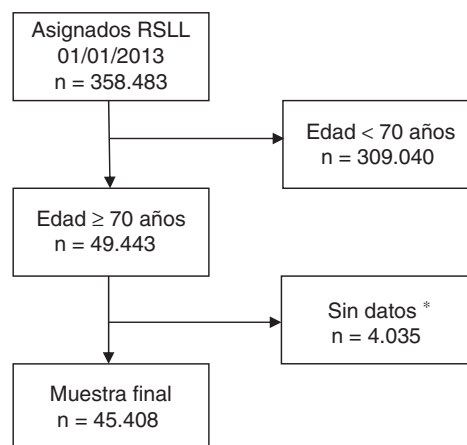 Asignados RSLL
01/01/2013
n = 358.483
Edad < 70 años
n = 309.040
Edad ≥ 70 años
n = 49.443
Sin datos *
n = 4.035
Muestra final
n = 45.408